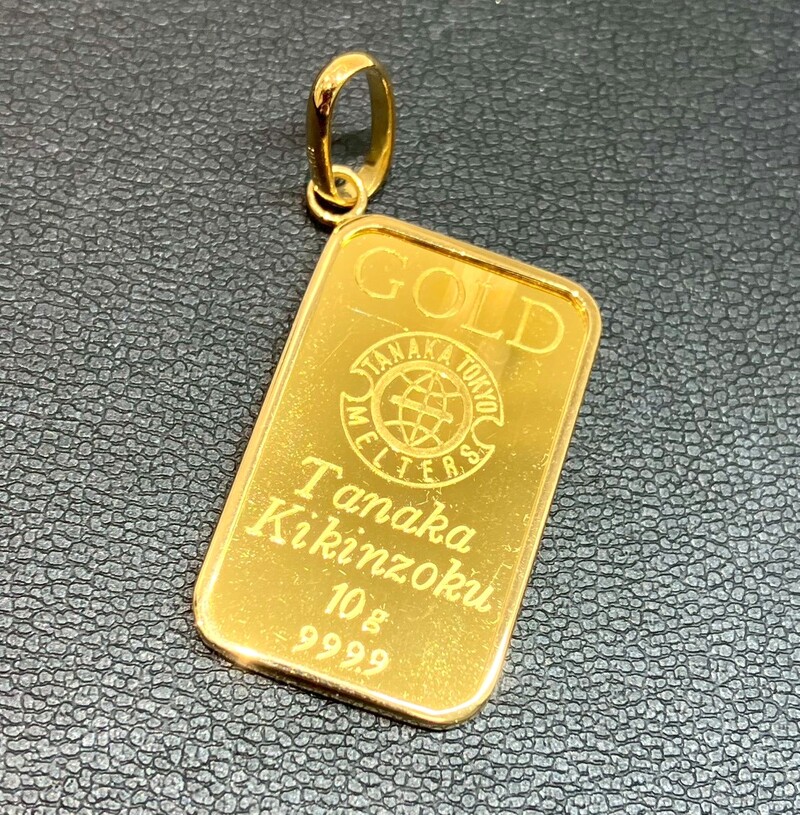 GOLD
TANAKA TOKYO
MELTERS
Tanaka
Kikinzoku
10g
9999